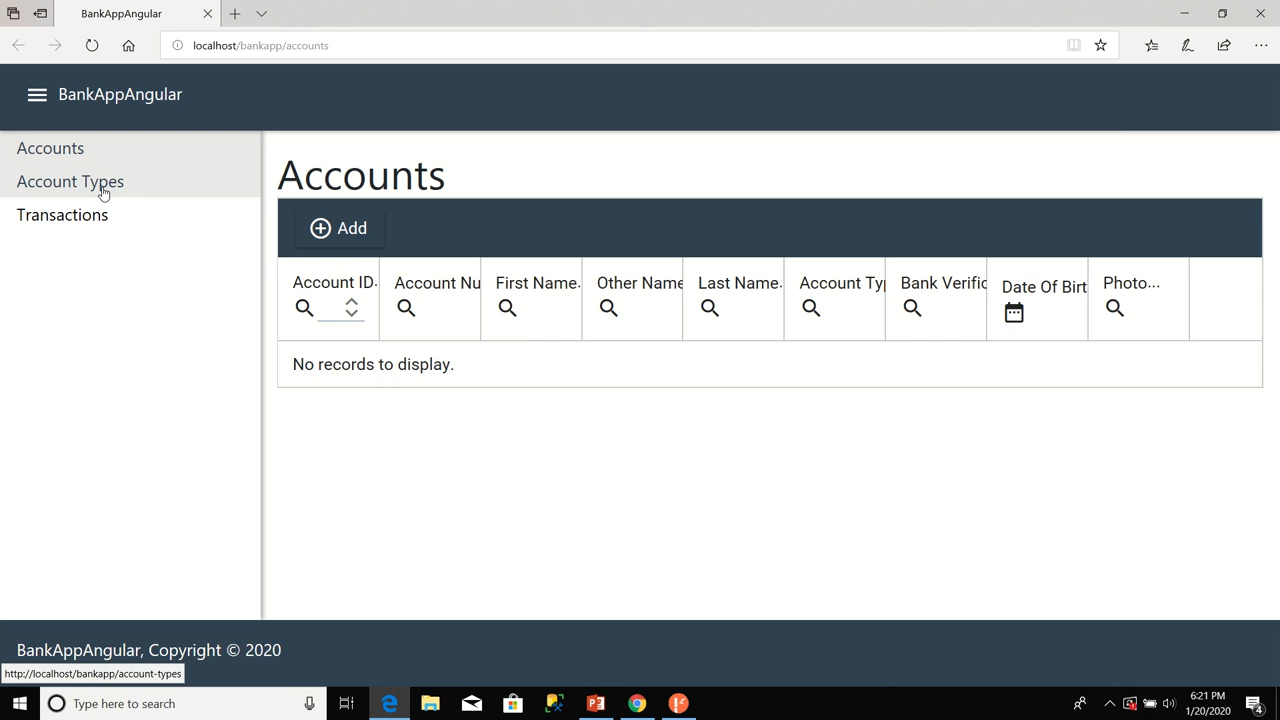 BankAppAngular
localhost/bankapp/accounts
BankAppAngular
Accounts
Account Types
Transactions
Accounts
Add
Account ID.
Account Nu
First Name.
Other Name
Last Name.
Account Ty
Bank Verific
Date Of Birt
Photo...
No records to display.
BankAppAngular, Copyright © 2020
http://localhost/bankapp/account-types
Type here to search
6:21 PM
1/20/2020
4